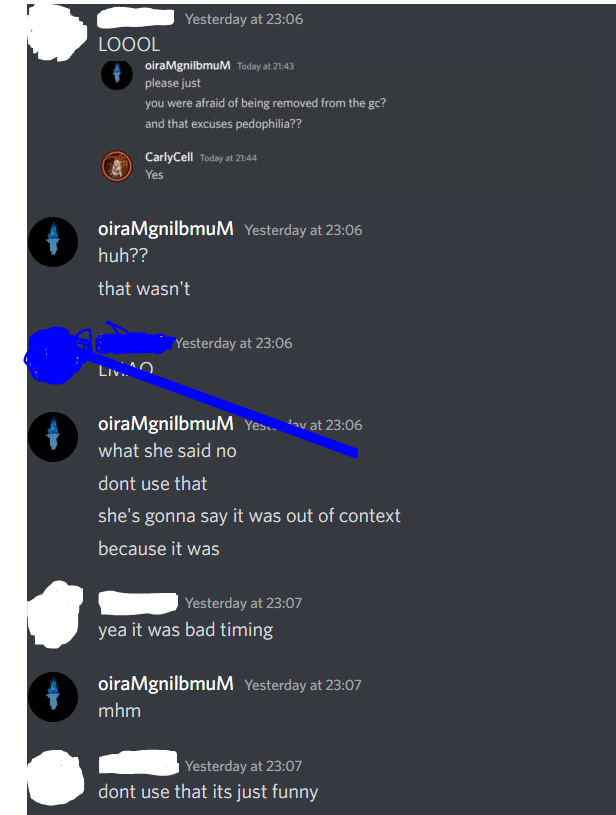 Yesterday at 23:06
LOOOL
oiraMgnilbmuM Today at 21:43
please just
you were afraid of being removed from the gc?
and that excuses pedophilia??
CarlyCell Today at 21:44
Yes
oiraMgnilbmuM Yesterday at 23:06
huh??
that wasn't
Yesterday at 23:06
LMAO
oiraMgnilbmuM Yesterday at 23:06
what she said no
dont use that
she's gonna say it was out of context
because it was
Yesterday at 23:07
yea it was bad timing
oiraMgnilbmuM Yesterday at 23:07
mhm
Yesterday at 23:07
dont use that its just funny